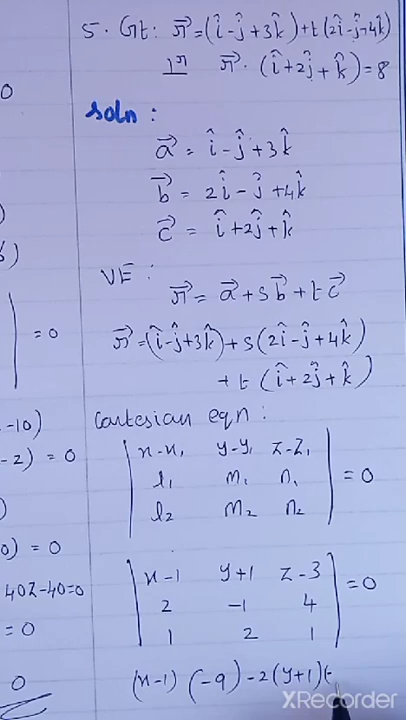 0
)
6)
= 0
-10)
-2) = 0
)
0) = 0
40Z-40=0
= 0
0
5. Gt: r⃗ = (î-ĵ+3k̂)+t(2î-ĵ+4k̂)
⊥r r⃗ · (î+2ĵ+k̂)=8
Soln :
a⃗ = î-ĵ+3k̂
b⃗ = 2î-ĵ+4k̂
c⃗ = î+2ĵ+k̂
VE :
r⃗ = a⃗+sb⃗+tc⃗
r⃗=(î-ĵ+3k̂)+s(2î-ĵ+4k̂)
+t(î+2ĵ+k̂)
Cartesian eqn :
| x-x₁ y-y₁ z-z₁ |
| l₁ m₁ n₁ | = 0
| l₂ m₂ n₂ |
| x-1 y+1 z-3 | = 0
| 2 -1 4 |
| 1 2 1 |
(x-1) (-9) -2(y+1)(-
XRecorder